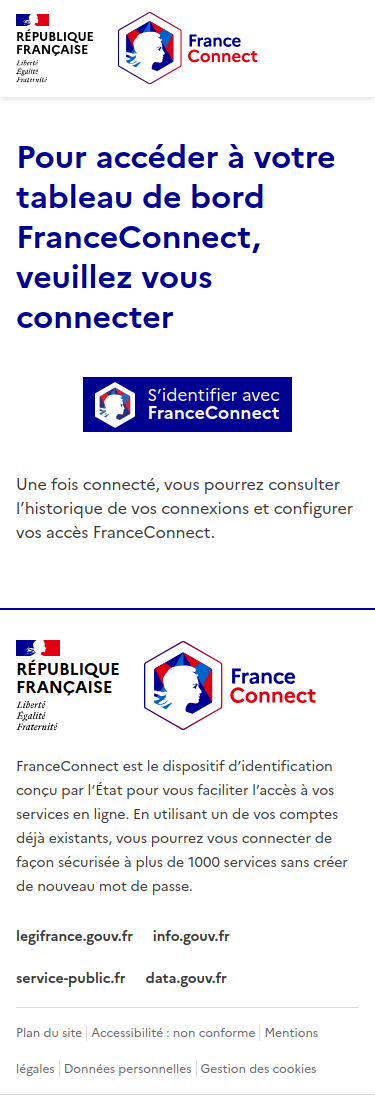 RÉPUBLIQUE
FRANÇAISE
Liberté
Égalité
Fraternité
France
Connect
Pour accéder à votre
tableau de bord
FranceConnect,
veuillez vous
connecter
S’identifier avec
FranceConnect
Une fois connecté, vous pourrez consulter
l’historique de vos connexions et configurer
vos accès FranceConnect.
RÉPUBLIQUE
FRANÇAISE
Liberté
Égalité
Fraternité
France
Connect
FranceConnect est le dispositif d’identification
conçu par l’État pour vous faciliter l’accès à vos
services en ligne. En utilisant un de vos comptes
déjà existants, vous pourrez vous connecter de
façon sécurisée à plus de 1000 services sans créer
de nouveau mot de passe.
legifrance.gouv.fr info.gouv.fr
service-public.fr data.gouv.fr
Plan du site Accessibilité : non conforme Mentions
légales Données personnelles Gestion des cookies